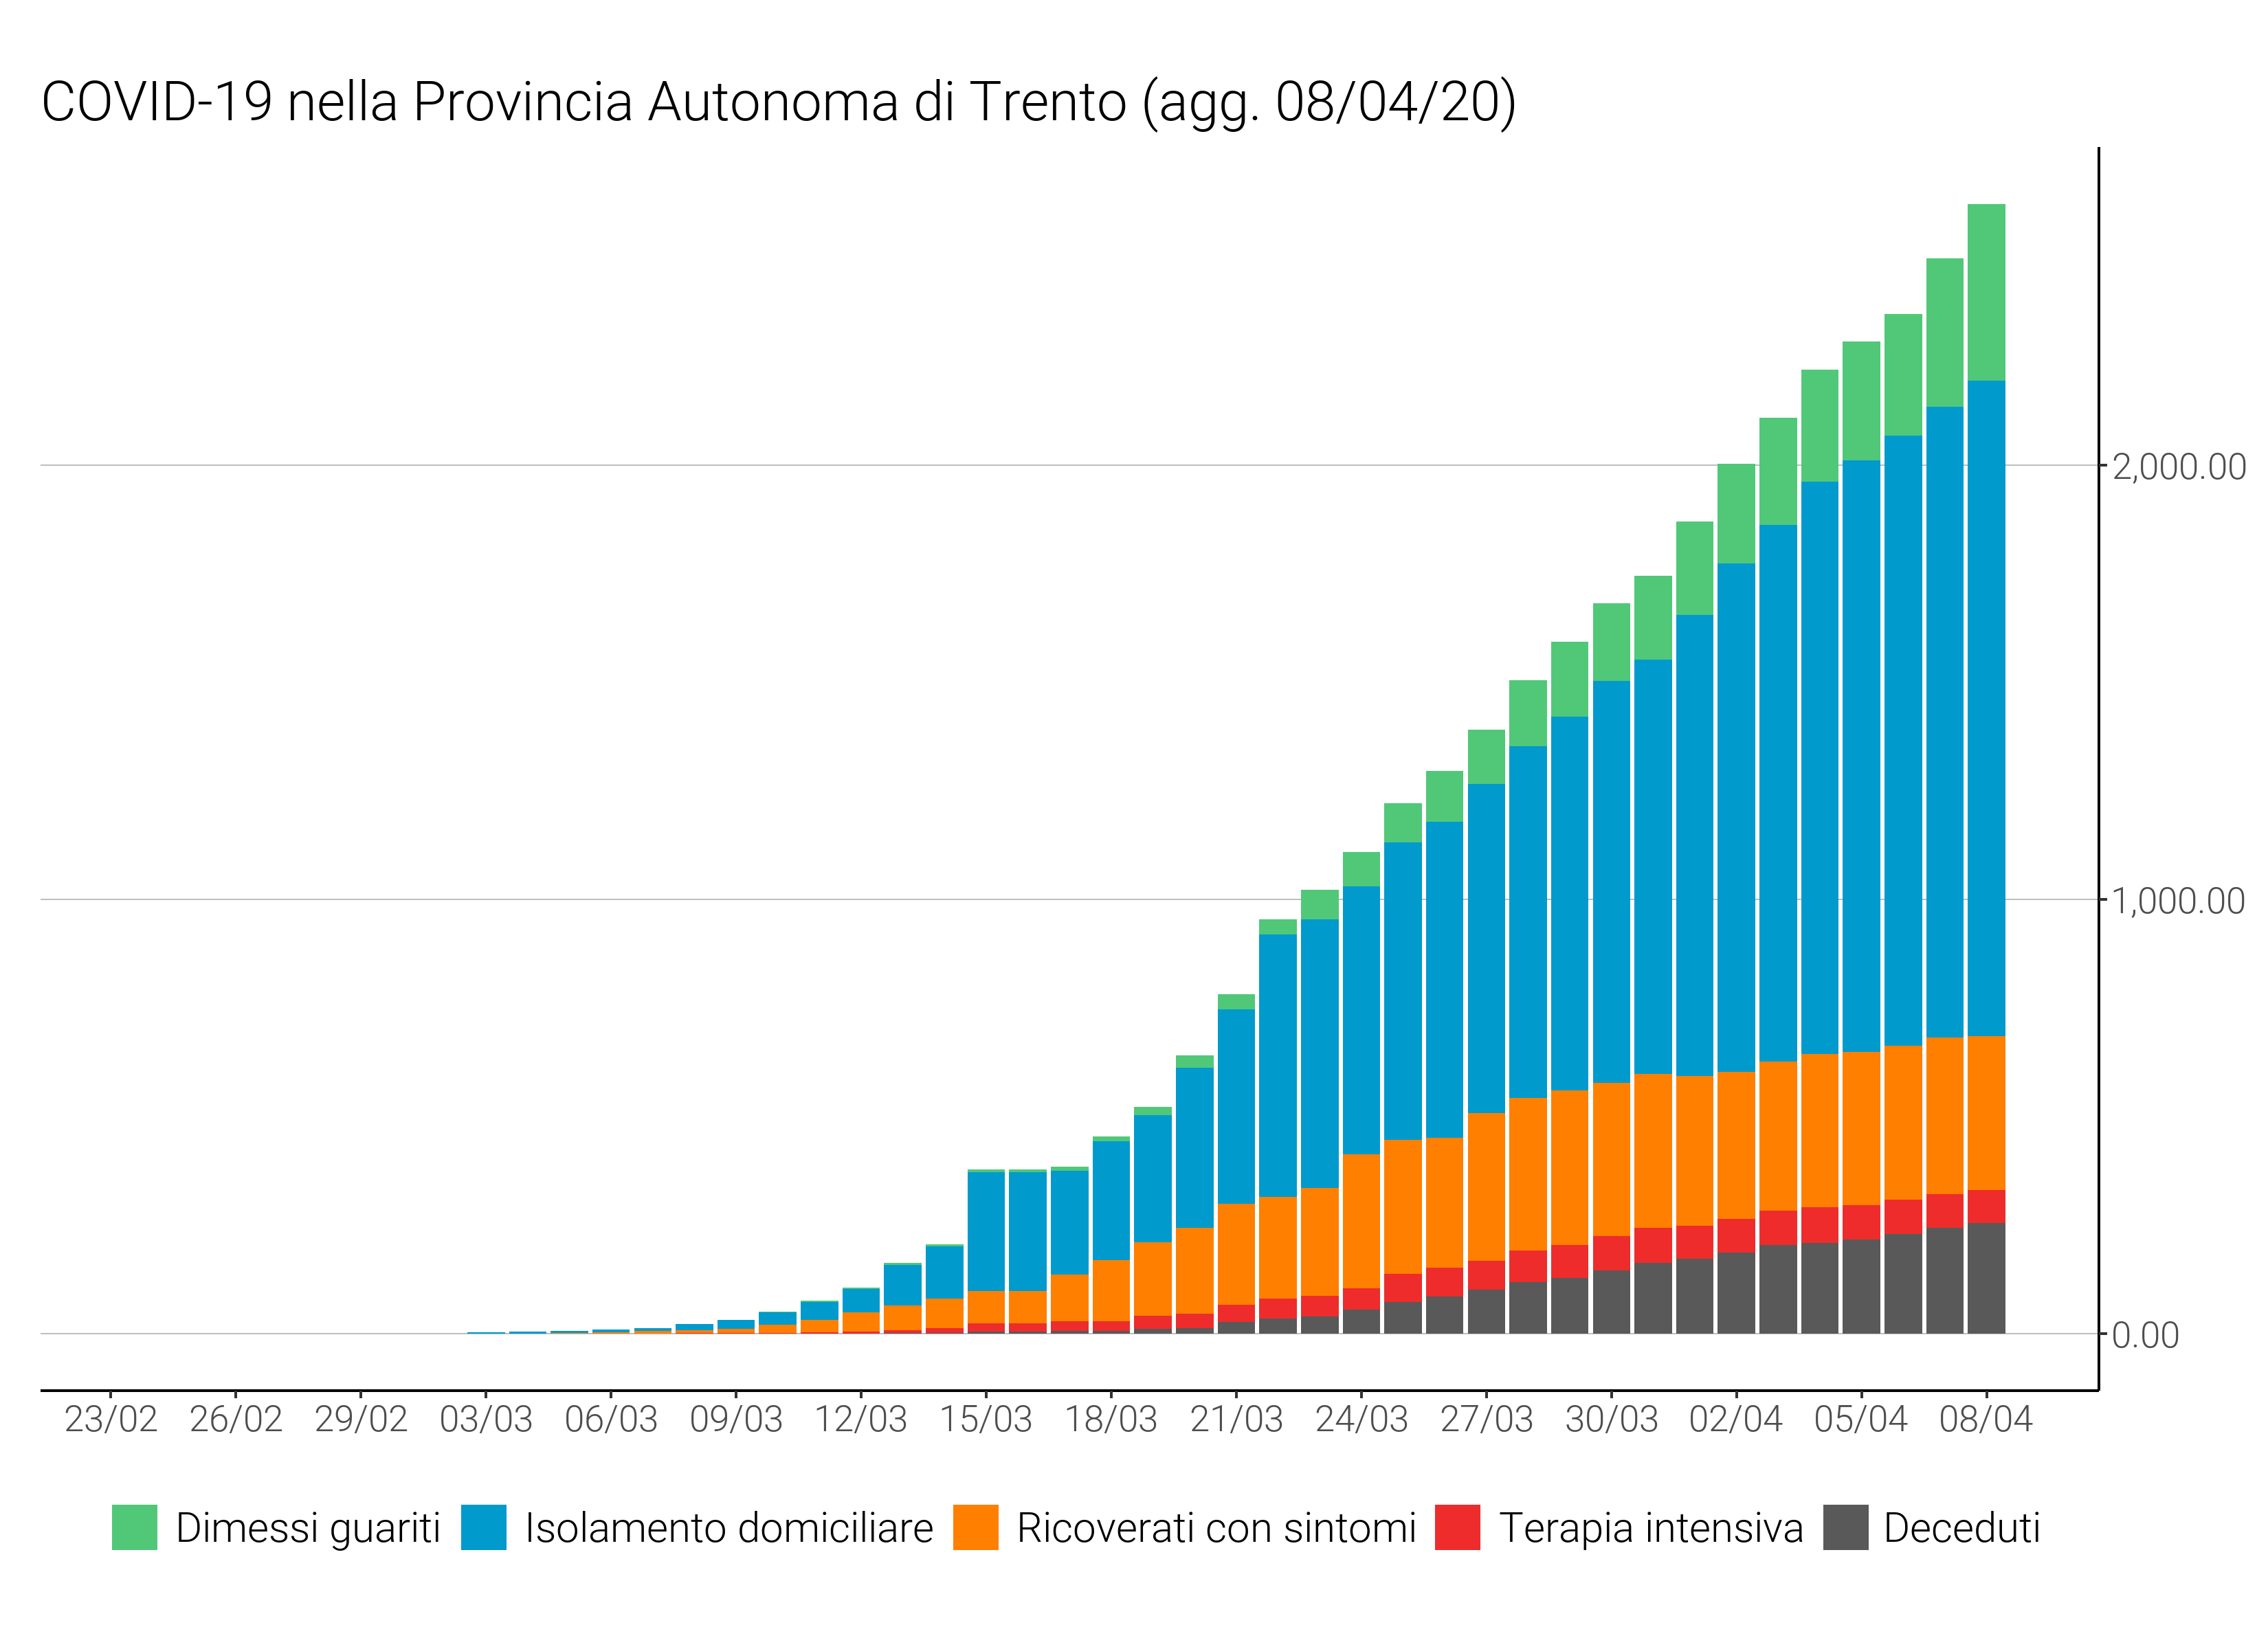 COVID-19 nella Provincia Autonoma di Trento (agg. 08/04/20)
2,000.00
1,000.00
0.00
23/02 26/02 29/02 03/03 06/03 09/03 12/03 15/03 18/03 21/03 24/03 27/03 30/03 02/04 05/04 08/04
Dimessi guariti Isolamento domiciliare Ricoverati con sintomi Terapia intensiva Deceduti